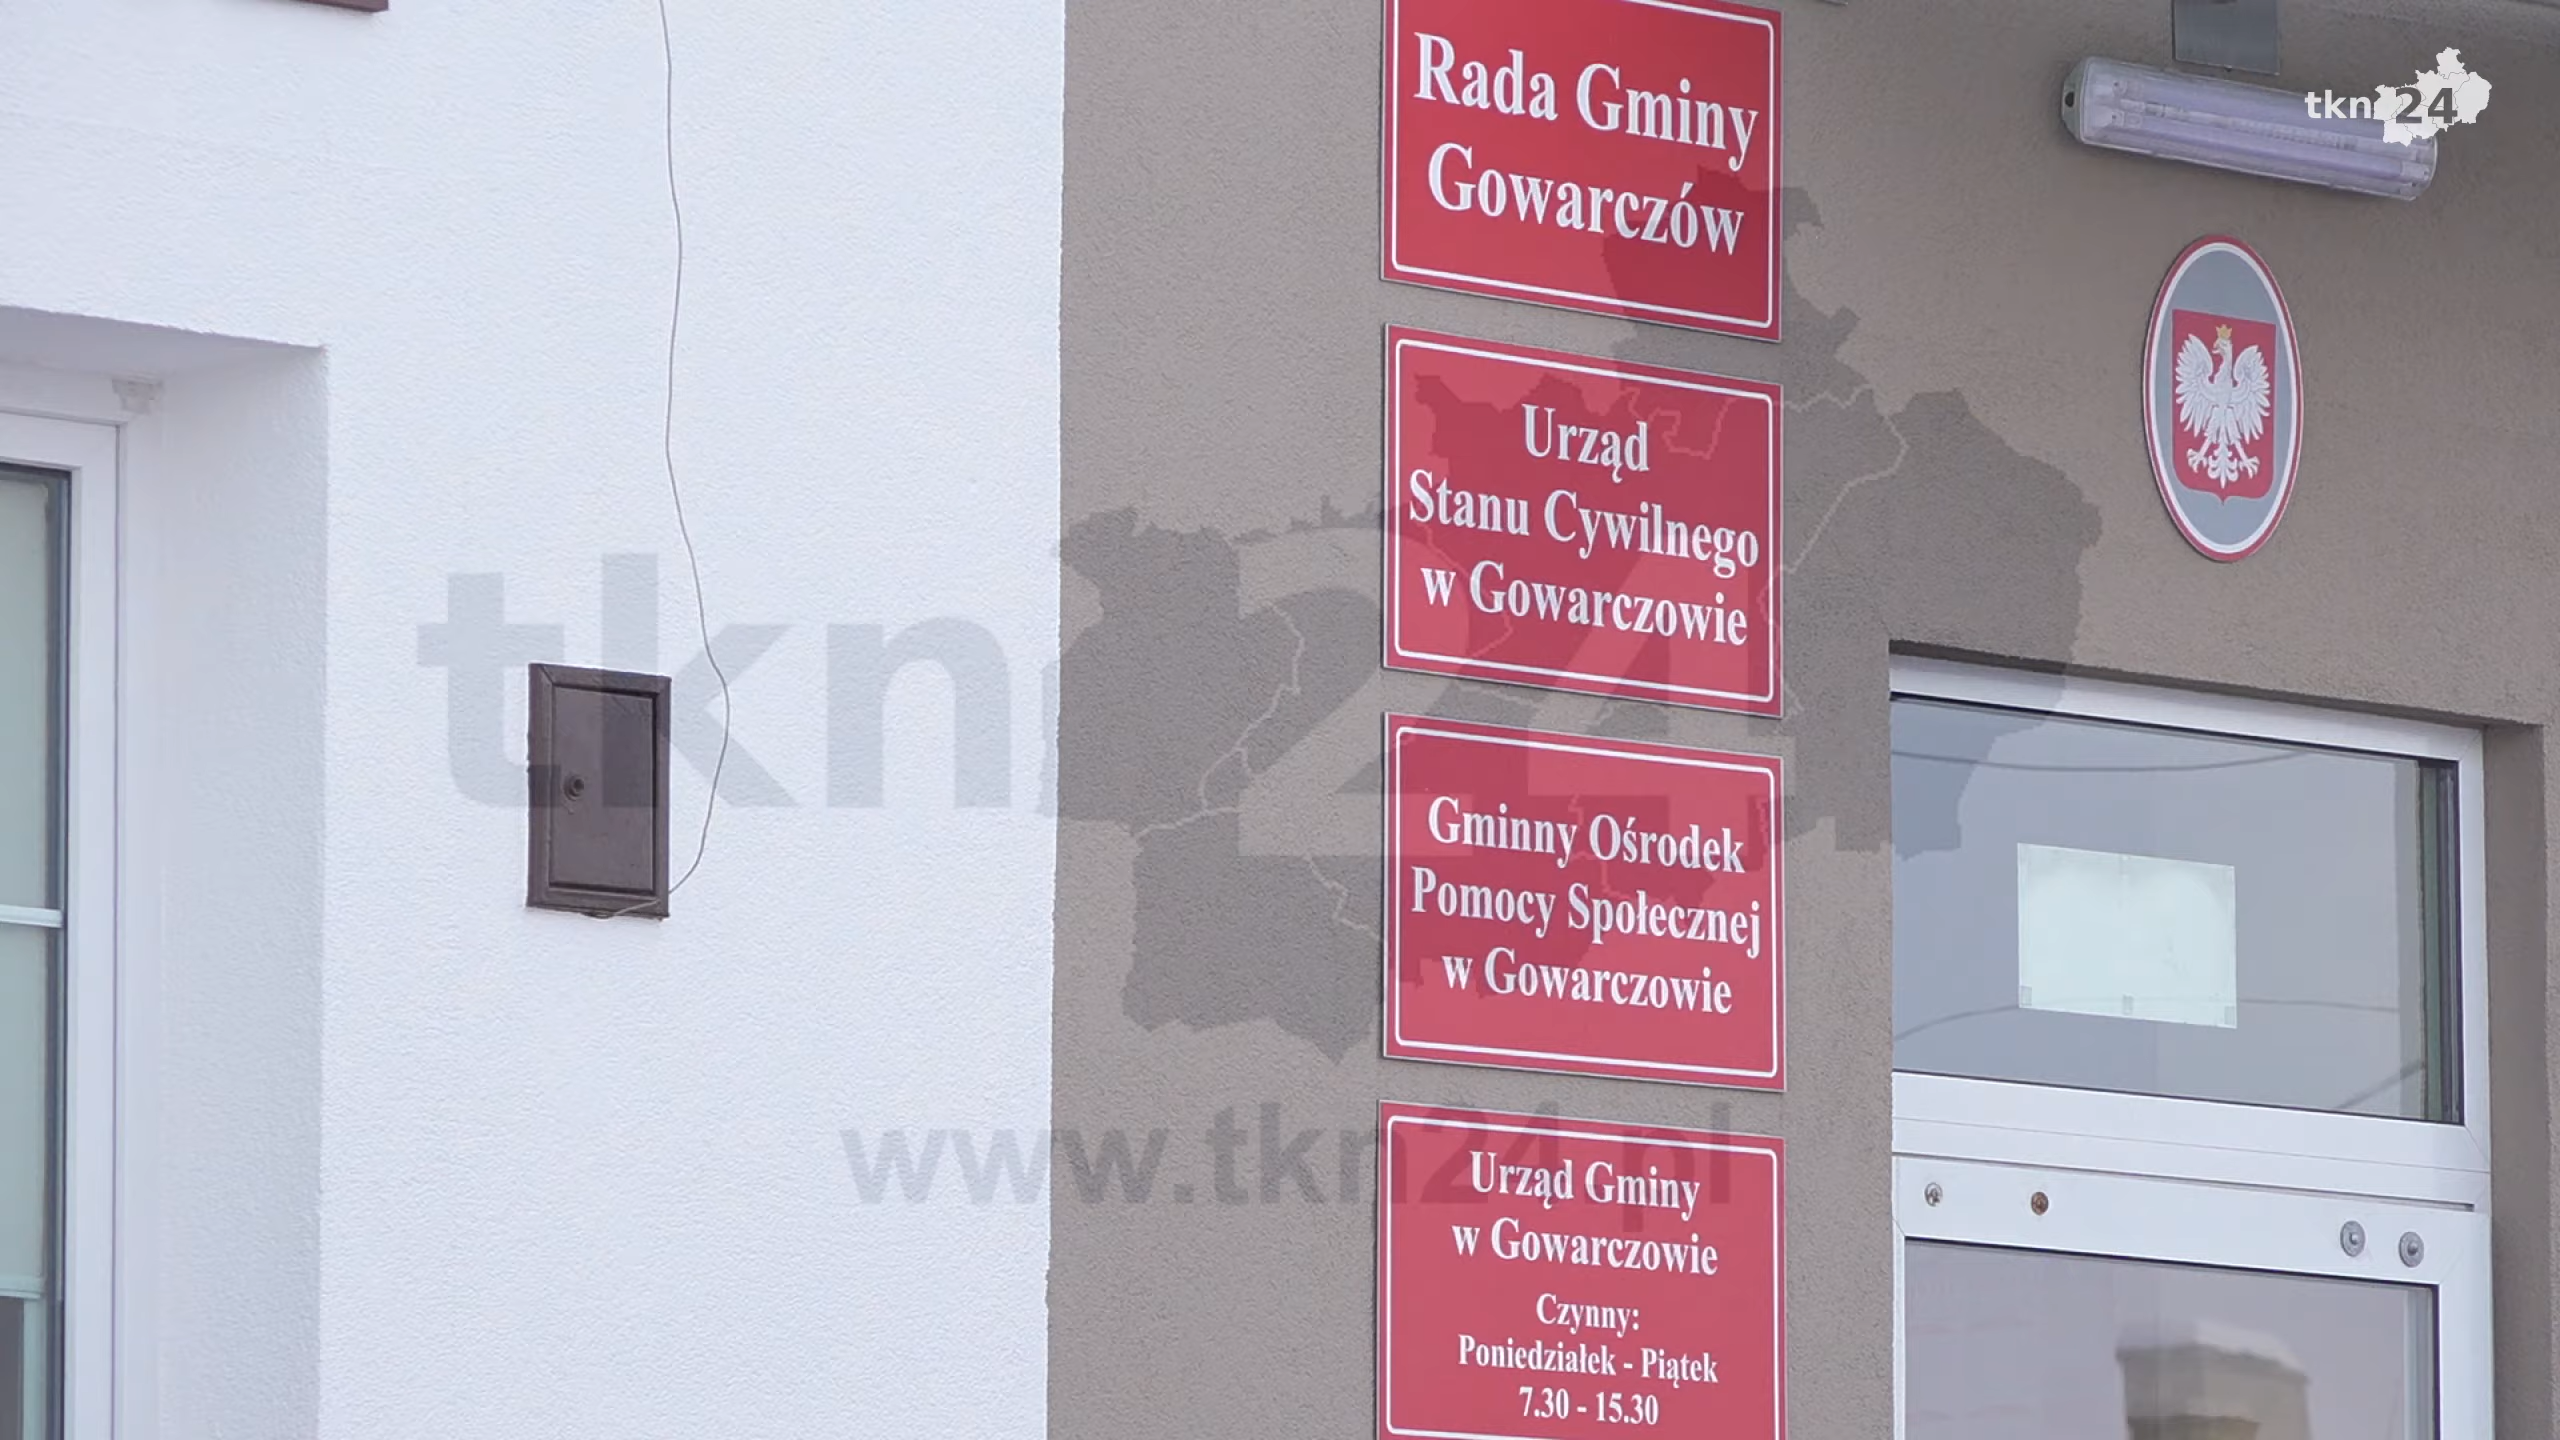 tkn24
Rada Gminy
Gowarczów
Urząd
Stanu Cywilnego
w Gowarczowie
Gminny Ośrodek
Pomocy Społecznej
w Gowarczowie
Urząd Gminy
w Gowarczowie
Czynny:
Poniedziałek - Piątek
7.30 - 15.30
tkn24
www.tkn24.pl